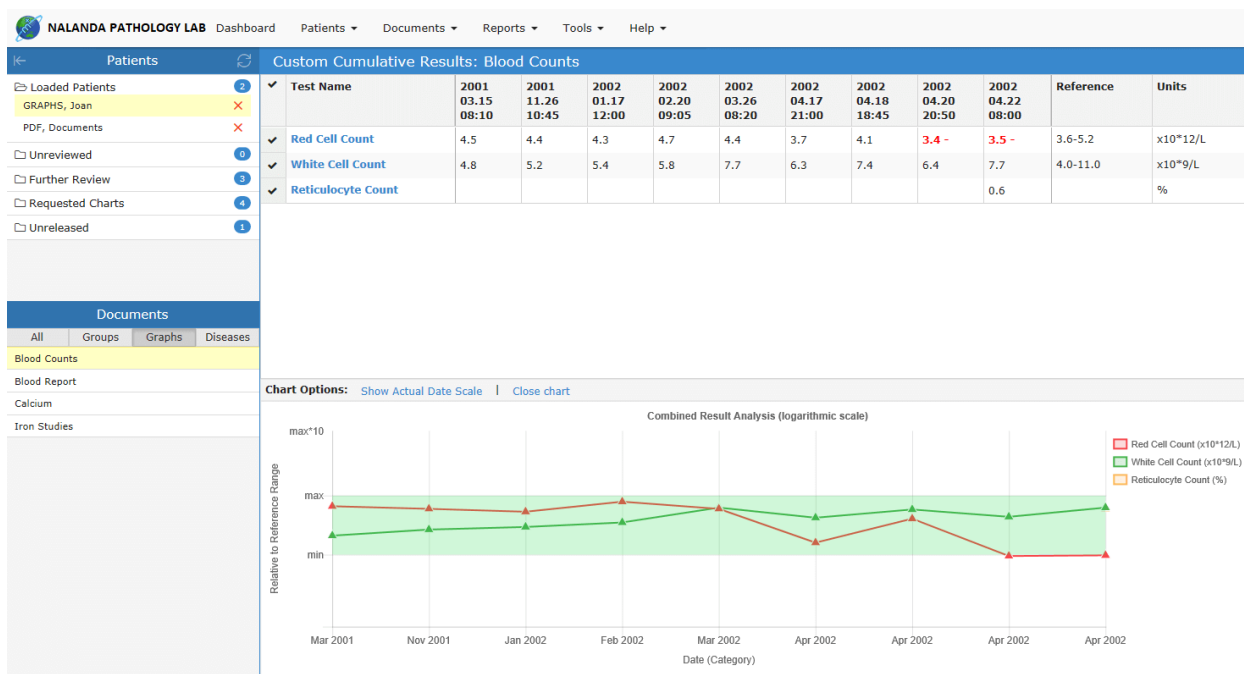 NALANDA PATHOLOGY LAB Dashboard Patients Documents Reports Tools Help
Patients
Loaded Patients 2
GRAPHS, Joan
PDF, Documents
Unreviewed 0
Further Review 3
Requested Charts 4
Unreleased 1
Documents
All Groups Graphs Diseases
Blood Counts
Blood Report
Calcium
Iron Studies
Custom Cumulative Results: Blood Counts
Test Name 2001 2001 2002 2002 2002 2002 2002 2002 2002 Reference Units
03.15 11.26 01.17 02.20 03.26 04.17 04.18 04.20 04.22
08:10 10:45 12:00 09:05 08:20 21:00 18:45 20:50 08:00
Red Cell Count 4.5 4.4 4.3 4.7 4.4 3.7 4.1 3.4 - 3.5 - 3.6-5.2 x10*12/L
White Cell Count 4.8 5.2 5.4 5.8 7.7 6.3 7.4 6.4 7.7 4.0-11.0 x10*9/L
Reticulocyte Count 0.6 %
Chart Options: Show Actual Date Scale | Close chart
Combined Result Analysis (logarithmic scale)
max*10
max
min
Relative to Reference Range
Red Cell Count (x10*12/L)
White Cell Count (x10*9/L)
Reticulocyte Count (%)
Mar 2001 Nov 2001 Jan 2002 Feb 2002 Mar 2002 Apr 2002 Apr 2002 Apr 2002 Apr 2002
Date (Category)